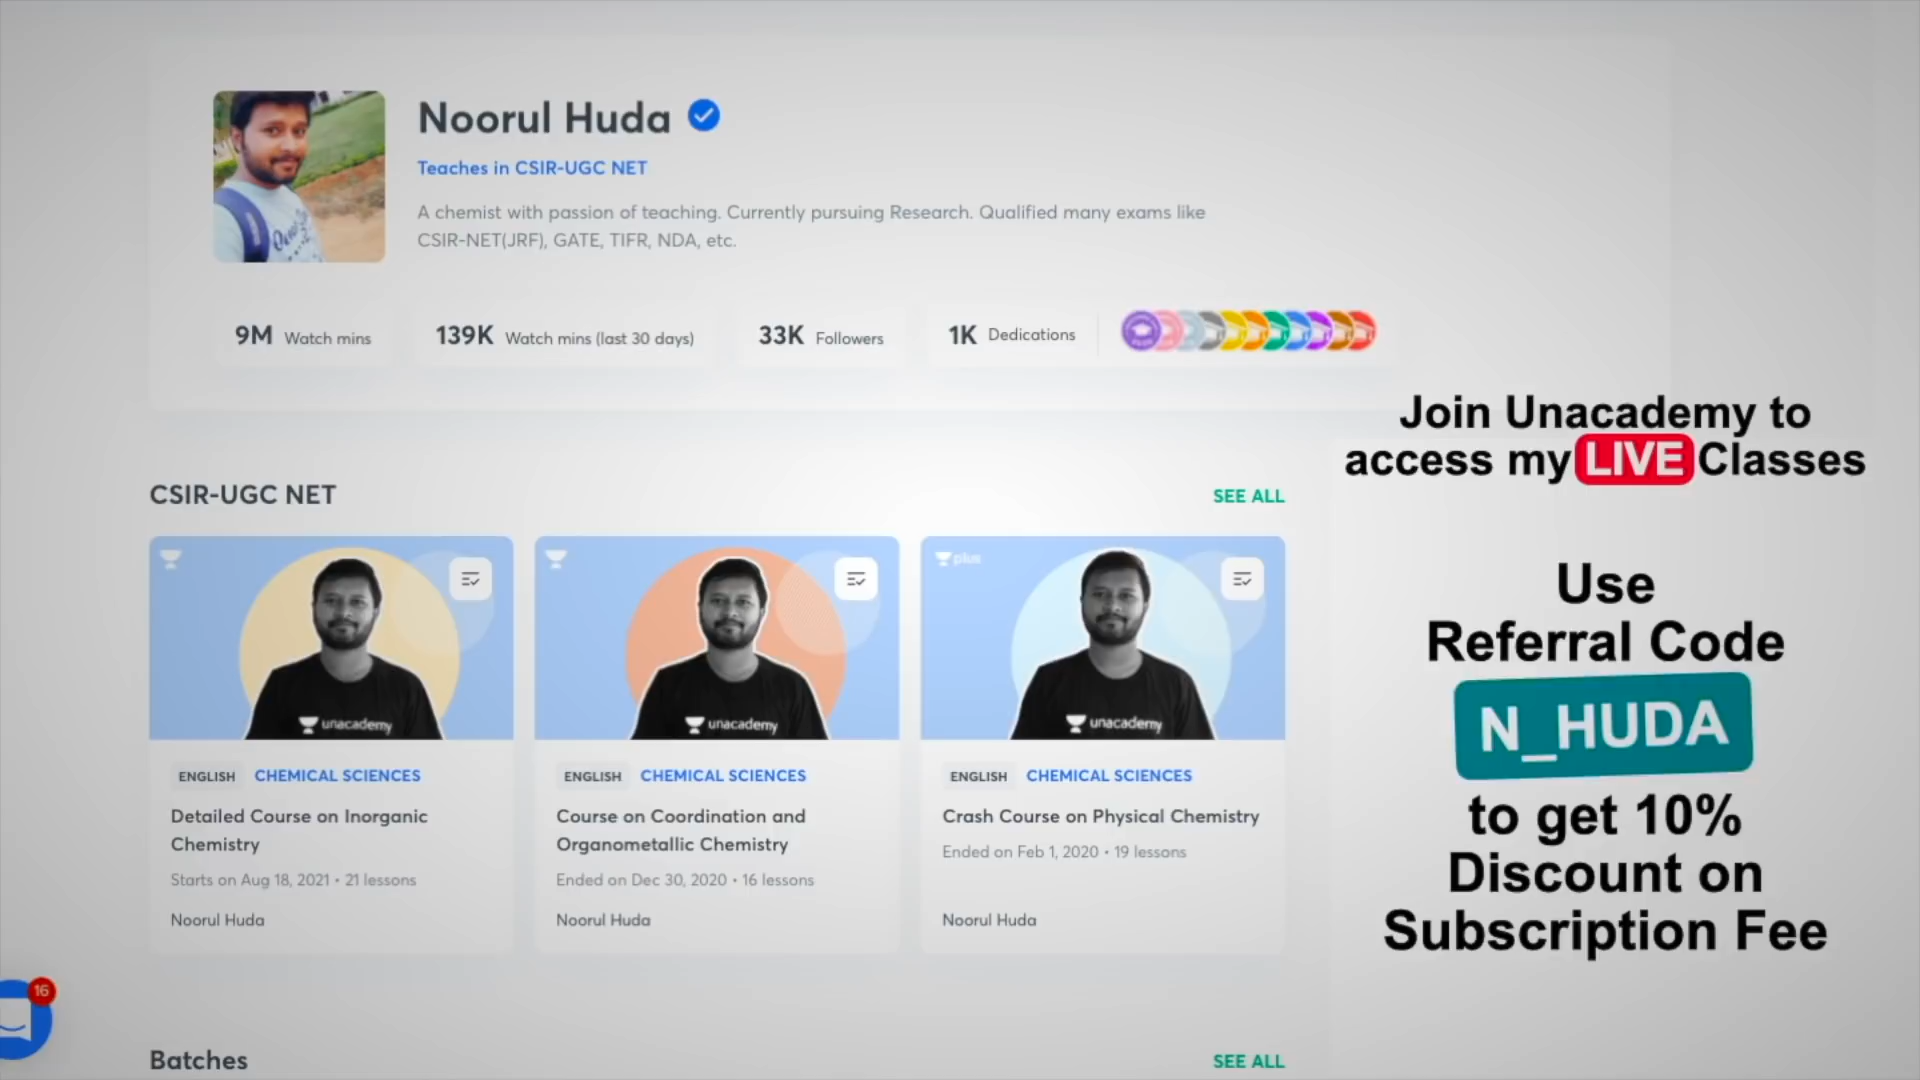 Noorul Huda
Teaches in CSIR-UGC NET
A chemist with passion of teaching. Currently pursuing Research. Qualified many exams like
CSIR-NET(JRF), GATE, TIFR, NDA, etc.
9M Watch mins
139K Watch mins (last 30 days)
33K Followers
1K Dedications
Join Unacademy to
access my LIVE Classes
Use
Referral Code
N_HUDA
to get 10%
Discount on
Subscription Fee
CSIR-UGC NET
SEE ALL
unacademy
ENGLISH CHEMICAL SCIENCES
Detailed Course on Inorganic
Chemistry
Starts on Aug 18, 2021 • 21 lessons
Noorul Huda
unacademy
ENGLISH CHEMICAL SCIENCES
Course on Coordination and
Organometallic Chemistry
Ended on Dec 30, 2020 • 16 lessons
Noorul Huda
plus
unacademy
ENGLISH CHEMICAL SCIENCES
Crash Course on Physical Chemistry
Ended on Feb 1, 2020 • 19 lessons
Noorul Huda
16
Batches
SEE ALL